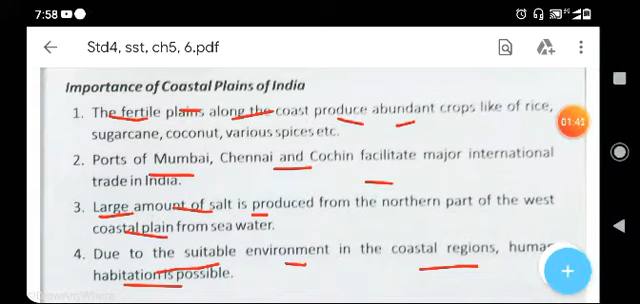 7:58
Std4, sst, ch5, 6.pdf
Importance of Coastal Plains of India
1. The fertile plains along the coast produce abundant crops like of rice,
sugarcane, coconut, various spices etc.
01:41
2. Ports of Mumbai, Chennai and Cochin facilitate major international
trade in India.
3. Large amount of salt is produced from the northern part of the west
coastal plain from sea water.
4. Due to the suitable environment in the coastal regions, human
habitation is possible.